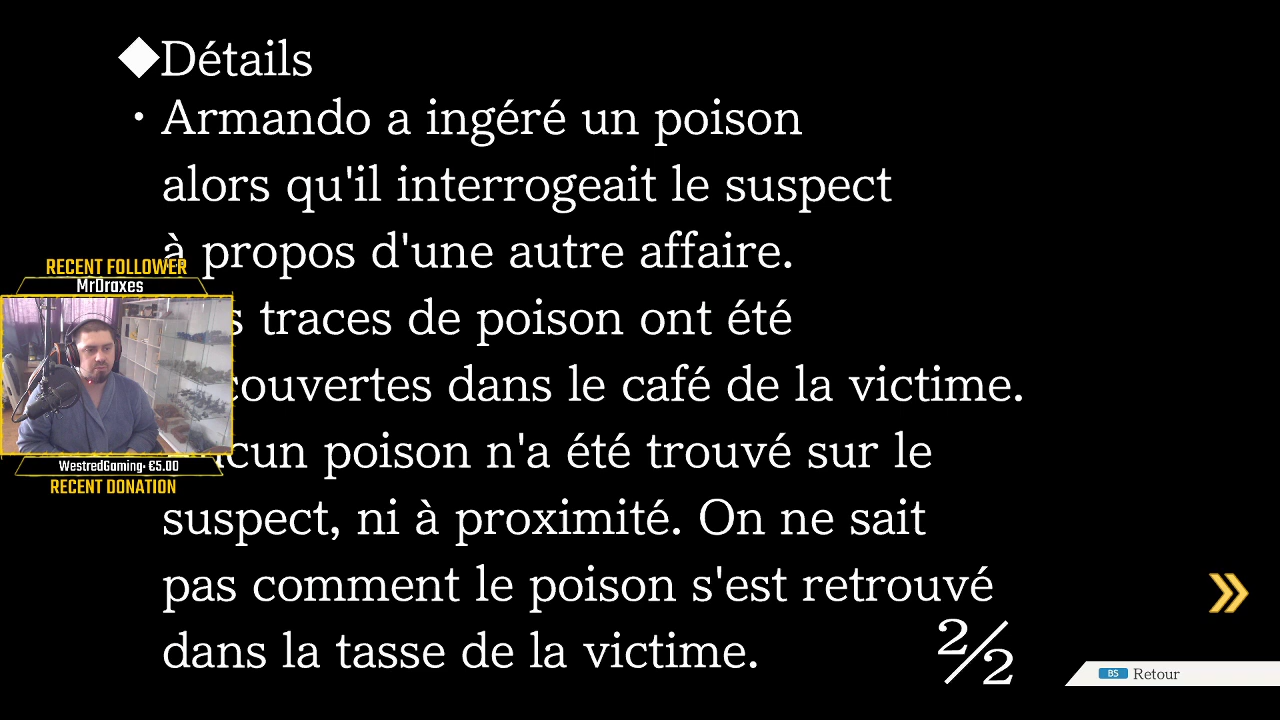 ◆Détails
・Armando a ingéré un poison
alors qu'il interrogeait le suspect
à propos d'une autre affaire.
traces de poison ont été
dans le café de la victime.
poison n'a été trouvé sur le
suspect, ni à proximité. On ne sait
pas comment le poison s'est retrouvé
dans la tasse de la victime.
2/2
BS Retour
RECENT FOLLOWER
MrDraxes
WestredGaming- €5.00
RECENT DONATION